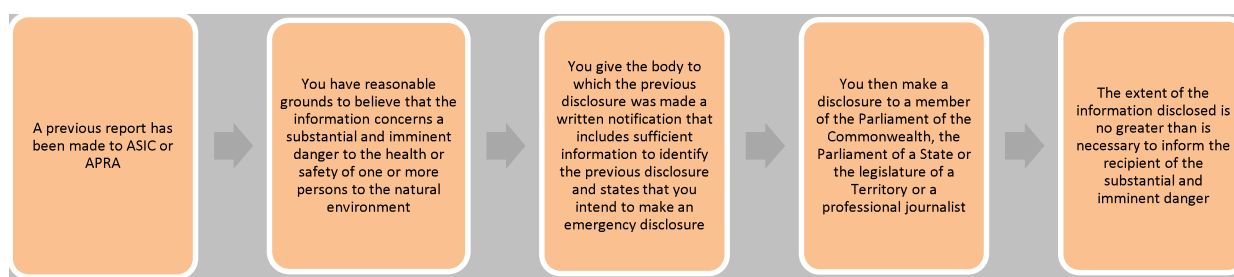 A previous report has
been made to ASIC or
APRA
You have reasonable
grounds to believe that the
information concerns a
substantial and imminent
danger to the health or
safety of one or more
persons to the natural
environment
You give the body to
which the previous
disclosure was made a
written notification that
includes sufficient
information to identify
the previous disclosure
and states that you
intend to make an
emergency disclosure
You then make a
disclosure to a member
of the Parliament of the
Commonwealth, the
Parliament of a State or
the legislature of a
Territory or a
professional journalist
The extent of the
information disclosed is
no greater than is
necessary to inform the
recipient of the
substantial and
imminent danger